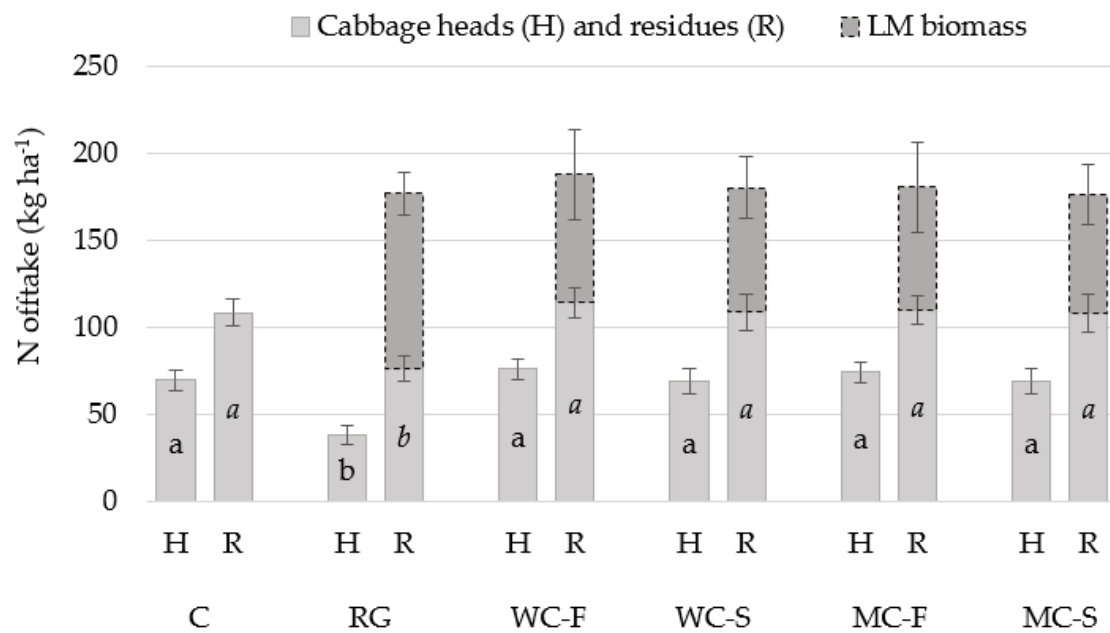 Cabbage heads (H) and residues (R) LM biomass
N offtake (kg ha⁻¹)
250
200
150
100
50
0
a a b b a a a a a a a a
H R H R H R H R H R H R
C RG WC-F WC-S MC-F MC-S